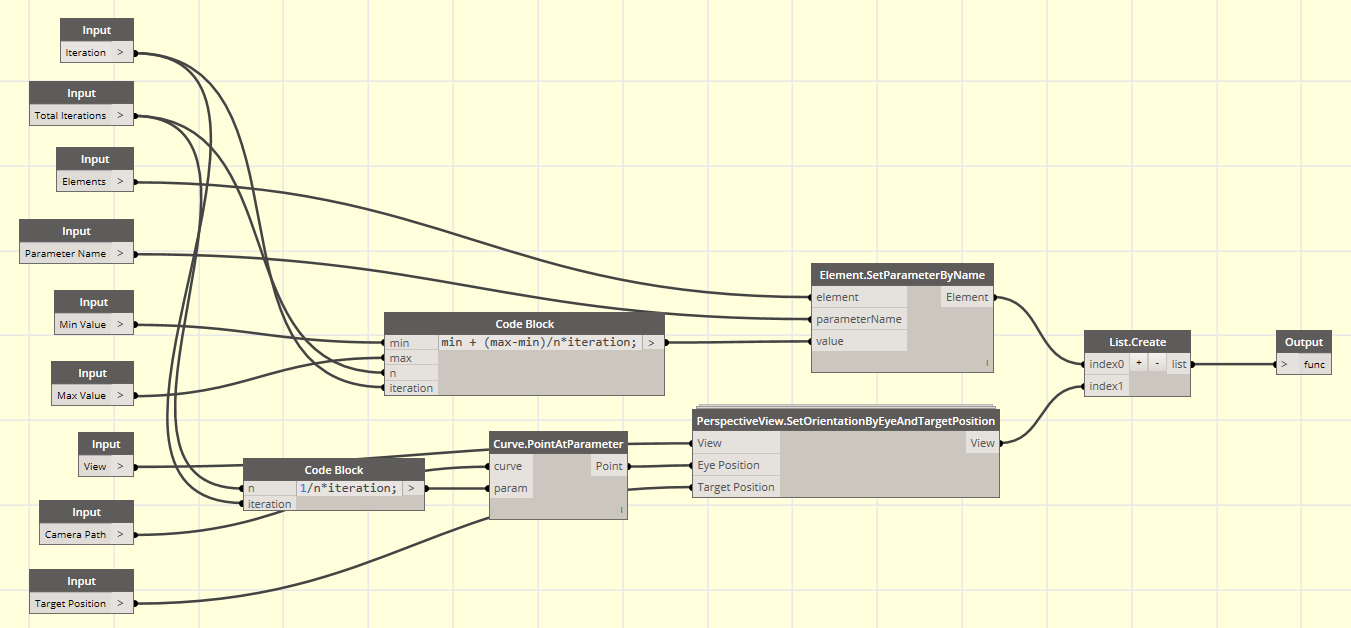 Input
Iteration >
Input
Total Iterations >
Input
Elements >
Input
Parameter Name >
Input
Min Value >
Input
Max Value >
Input
View >
Input
Camera Path >
Input
Target Position >
Code Block
min min + (max-min)/n*iteration; >
max
n
iteration
Code Block
n 1/n*iteration; >
iteration
Curve.PointAtParameter
curve Point
param
l
Element.SetParameterByName
element Element
parameterName
value
l
PerspectiveView.SetOrientationByEyeAndTargetPosition
View View
Eye Position
Target Position
List.Create
index0 + - list
index1
Output
> func